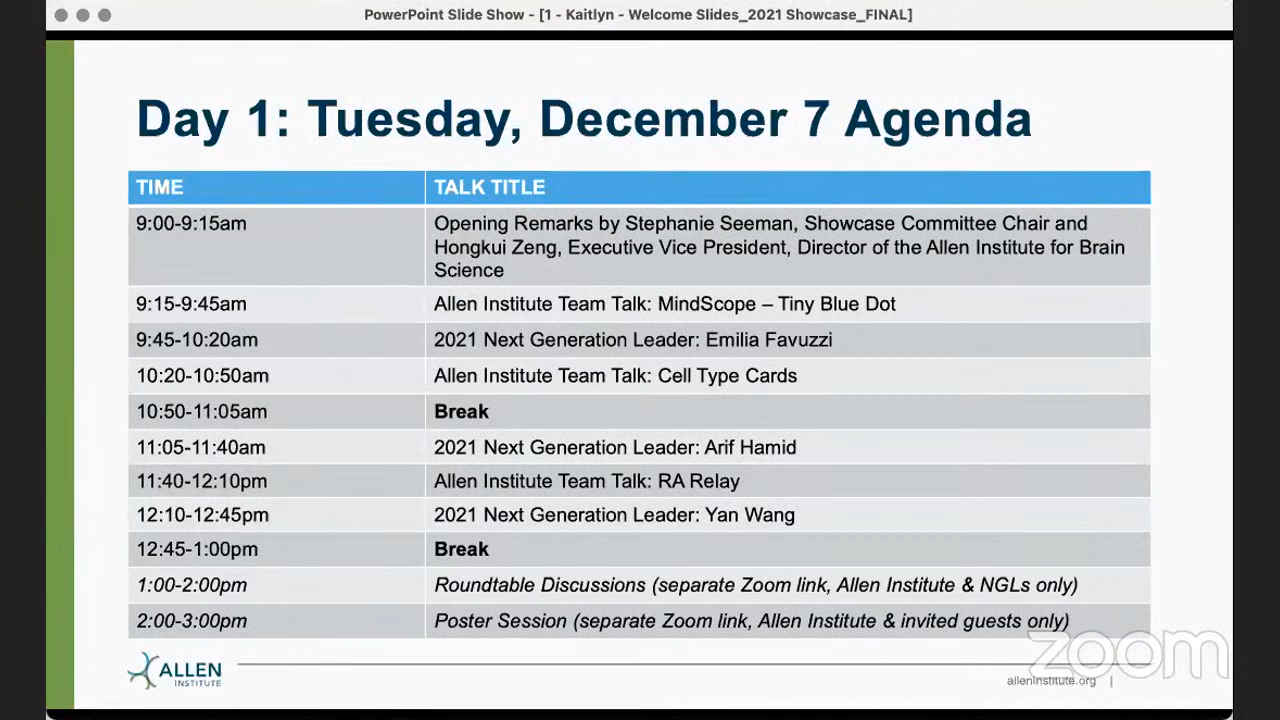 PowerPoint Slide Show - [1 - Kaitlyn - Welcome Slides_2021 Showcase_FINAL]
Day 1: Tuesday, December 7 Agenda
TIME TALK TITLE
9:00-9:15am Opening Remarks by Stephanie Seeman, Showcase Committee Chair and
Hongkui Zeng, Executive Vice President, Director of the Allen Institute for Brain
Science
9:15-9:45am Allen Institute Team Talk: MindScope – Tiny Blue Dot
9:45-10:20am 2021 Next Generation Leader: Emilia Favuzzi
10:20-10:50am Allen Institute Team Talk: Cell Type Cards
10:50-11:05am Break
11:05-11:40am 2021 Next Generation Leader: Arif Hamid
11:40-12:10pm Allen Institute Team Talk: RA Relay
12:10-12:45pm 2021 Next Generation Leader: Yan Wang
12:45-1:00pm Break
1:00-2:00pm Roundtable Discussions (separate Zoom link, Allen Institute & NGLs only)
2:00-3:00pm Poster Session (separate Zoom link, Allen Institute & invited guests only)
ALLEN
INSTITUTE
alleninstitute.org |
zoom